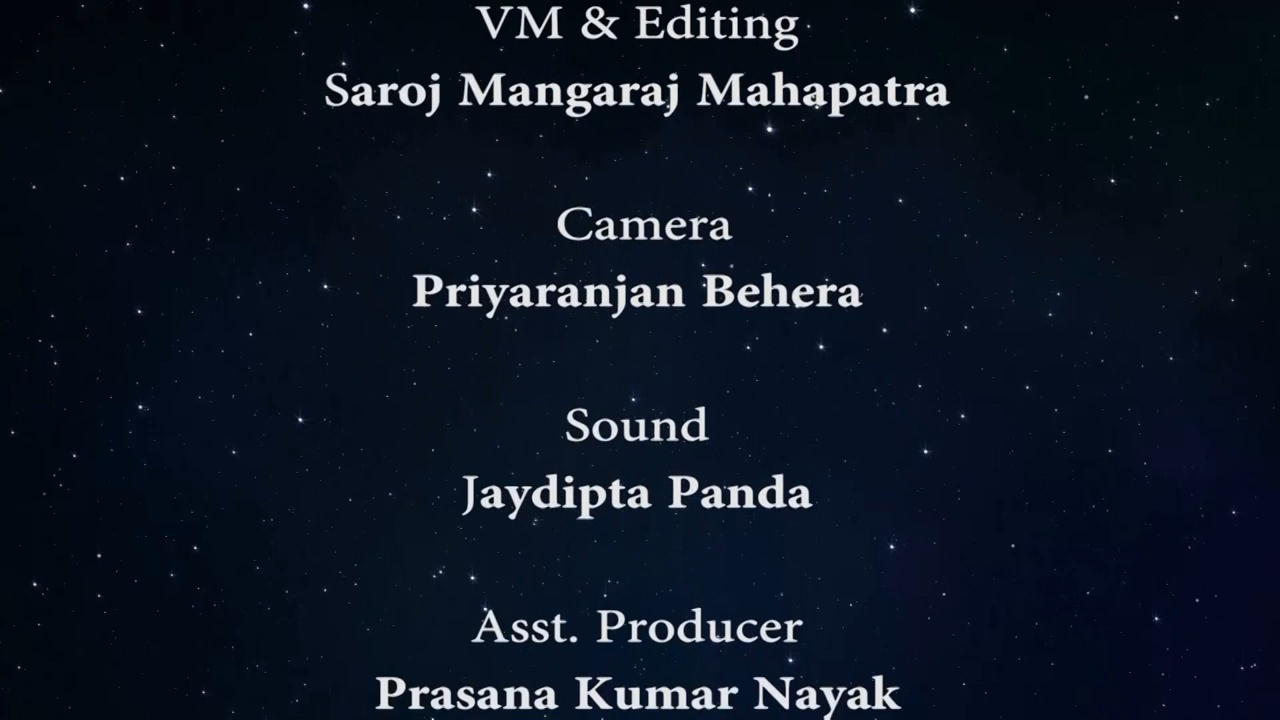 VM & Editing
Saroj Mangaraj Mahapatra
Camera
Priyaranjan Behera
Sound
Jaydipta Panda
Asst. Producer
Prasana Kumar Nayak